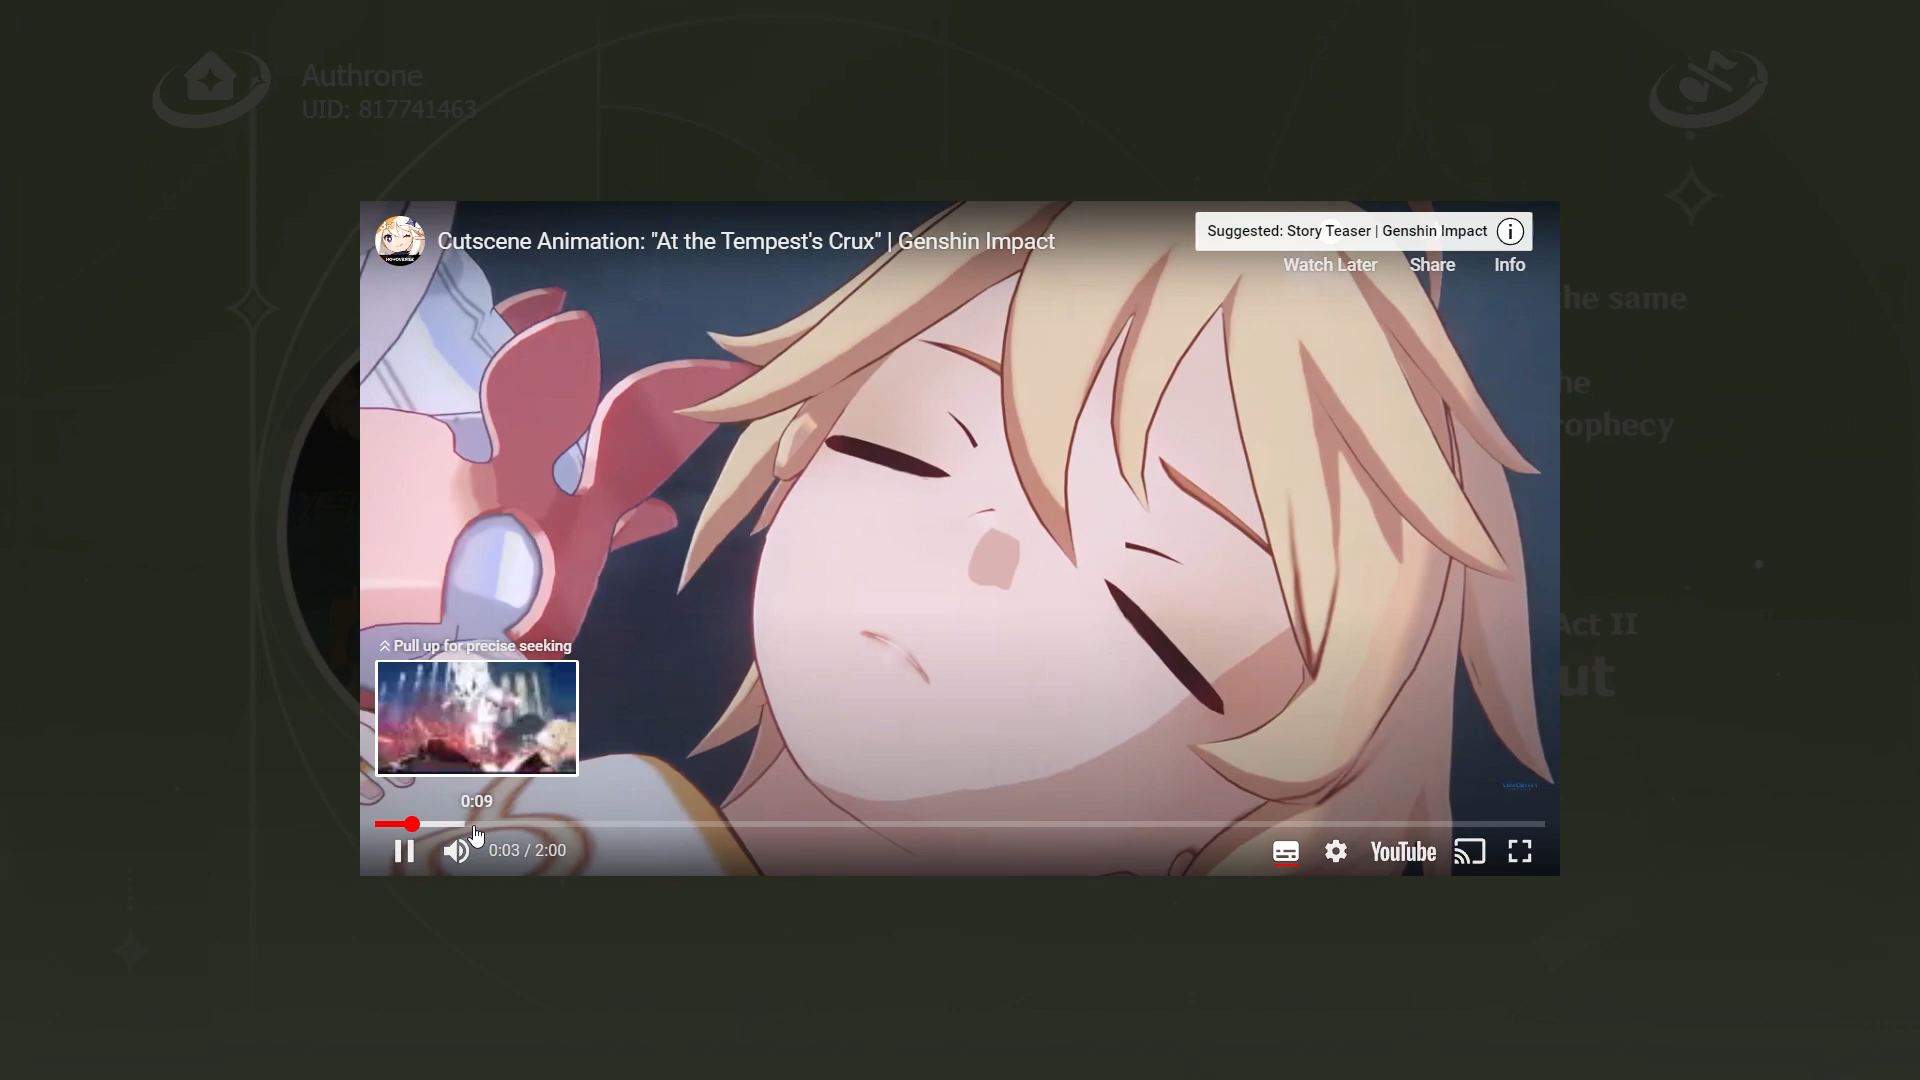 Authrone
UID: 817741463
Cutscene Animation: "At the Tempest's Crux" | Genshin Impact
Suggested: Story Teaser | Genshin Impact
Watch Later
Share
Info
he same
he
rophecy
Act II
ut
Pull up for precise seeking
0:09
0:03 / 2:00
YouTube